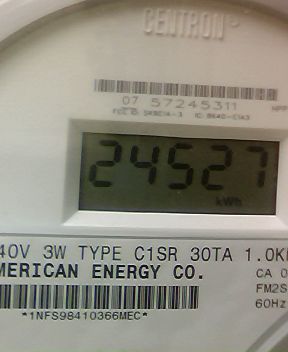 CENTRON
07 57245311
24527
kWh
40V 3W TYPE C1SR 30TA 1.0K
MERICAN ENERGY CO.
CA 0
FM2S
60Hz
*1NFS98410366MEC*